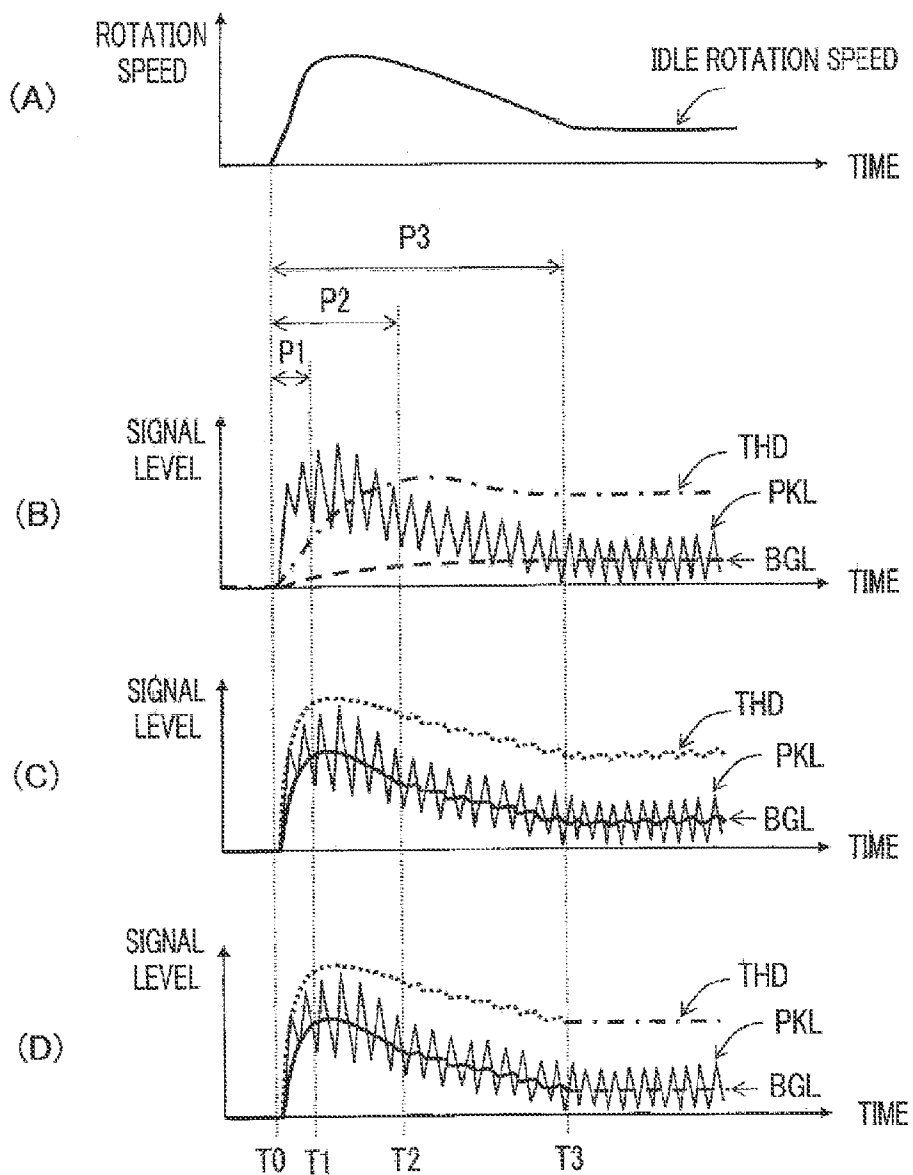 ROTATION
SPEED
IDLE ROTATION SPEED
(A)
TIME
P3
P2
P1
SIGNAL
LEVEL
THD
PKL
(B)
BGL
TIME
SIGNAL
LEVEL
THD
PKL
(C)
BGL
TIME
SIGNAL
LEVEL
THD
PKL
(D)
BGL
TIME
T0 T1 T2 T3